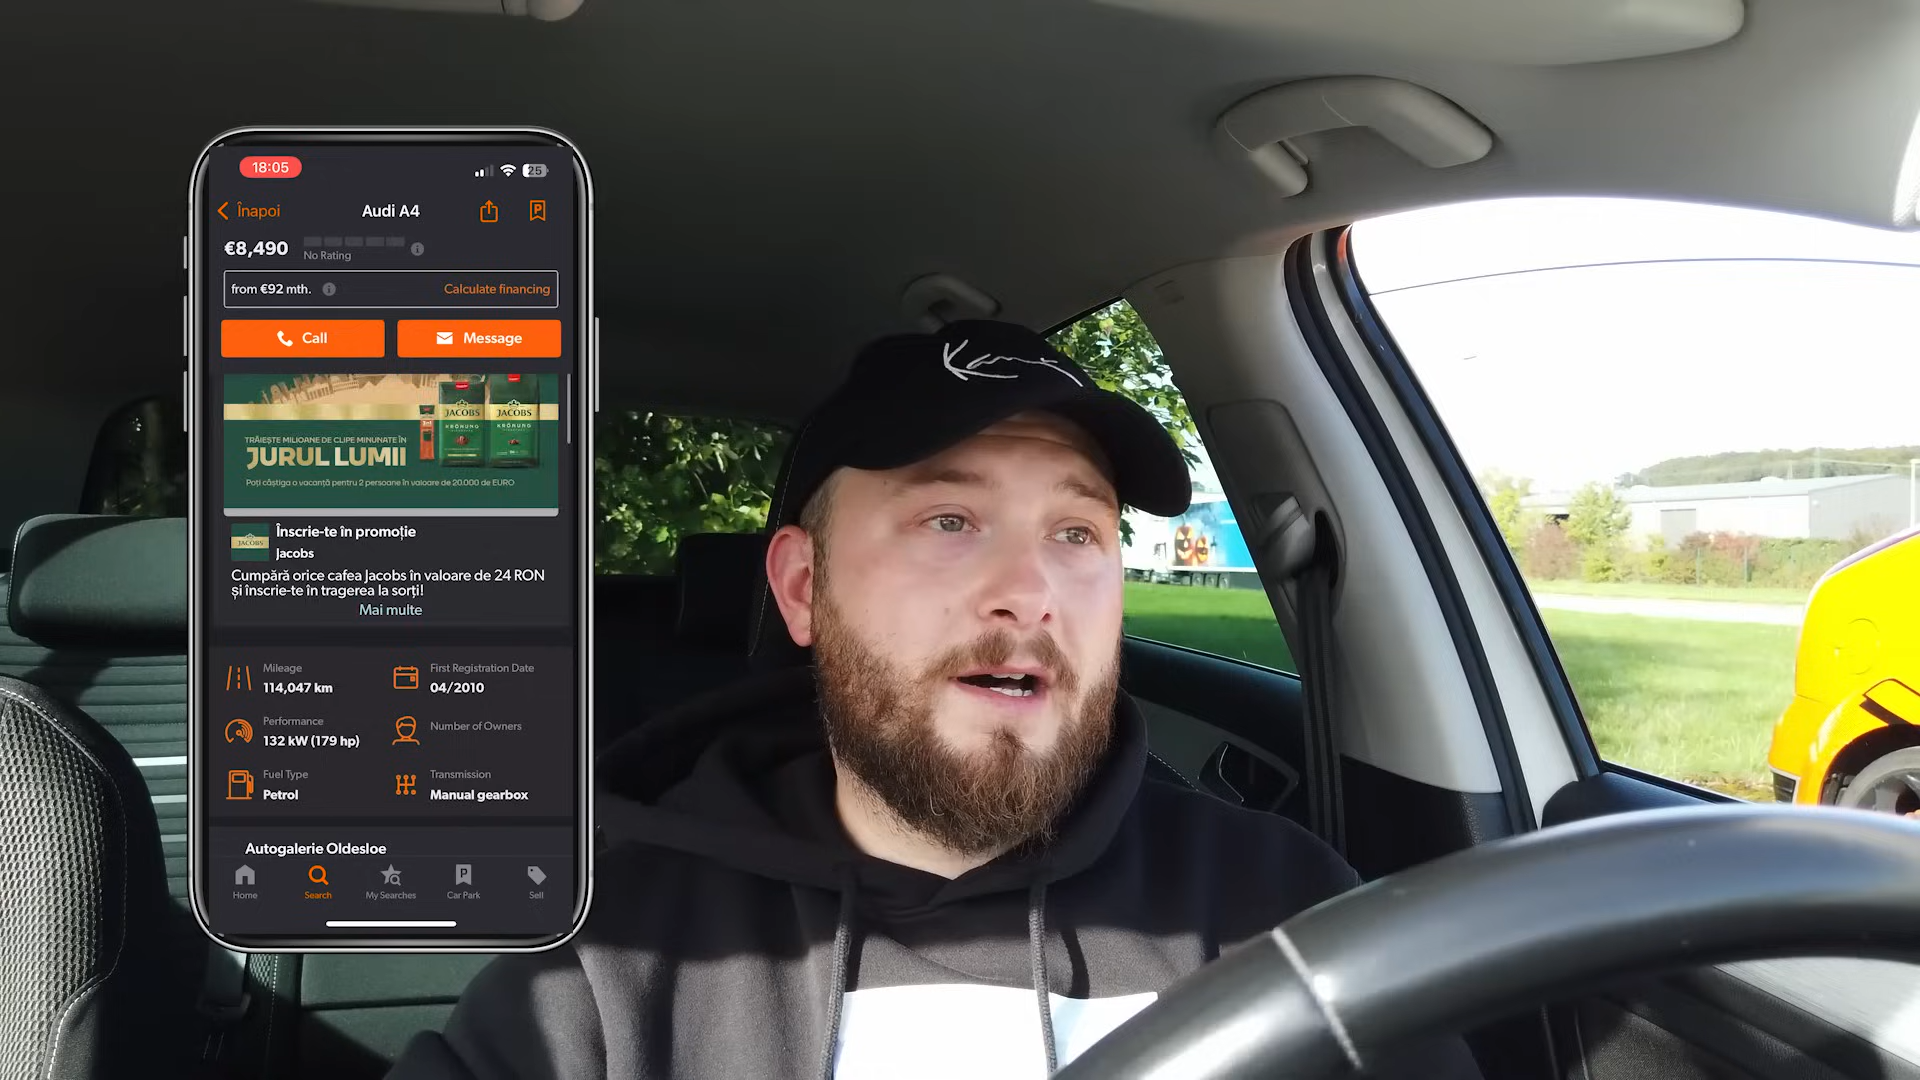 18:05
25
Înapoi
Audi A4
€8,490
No Rating
from €92 mth.
Calculate financing
Call
Message
JACOBS
JACOBS
KRÖNUNG
KRÖNUNG
TRĂIEȘTE MILIOANE DE CLIPE MINUNATE ÎN
JURUL LUMII
Poți câștiga o vacanță pentru 2 persoane în valoare de 20.000 de EURO
JACOBS
Înscrie-te în promoție
Jacobs
Cumpără orice cafea Jacobs în valoare de 24 RON
și înscrie-te în tragerea la sorți!
Mai multe
Mileage
114,047 km
First Registration Date
04/2010
Performance
132 kW (179 hp)
Number of Owners
Fuel Type
Petrol
Transmission
Manual gearbox
Autogalerie Oldesloe
Home
Search
My Searches
Car Park
Sell